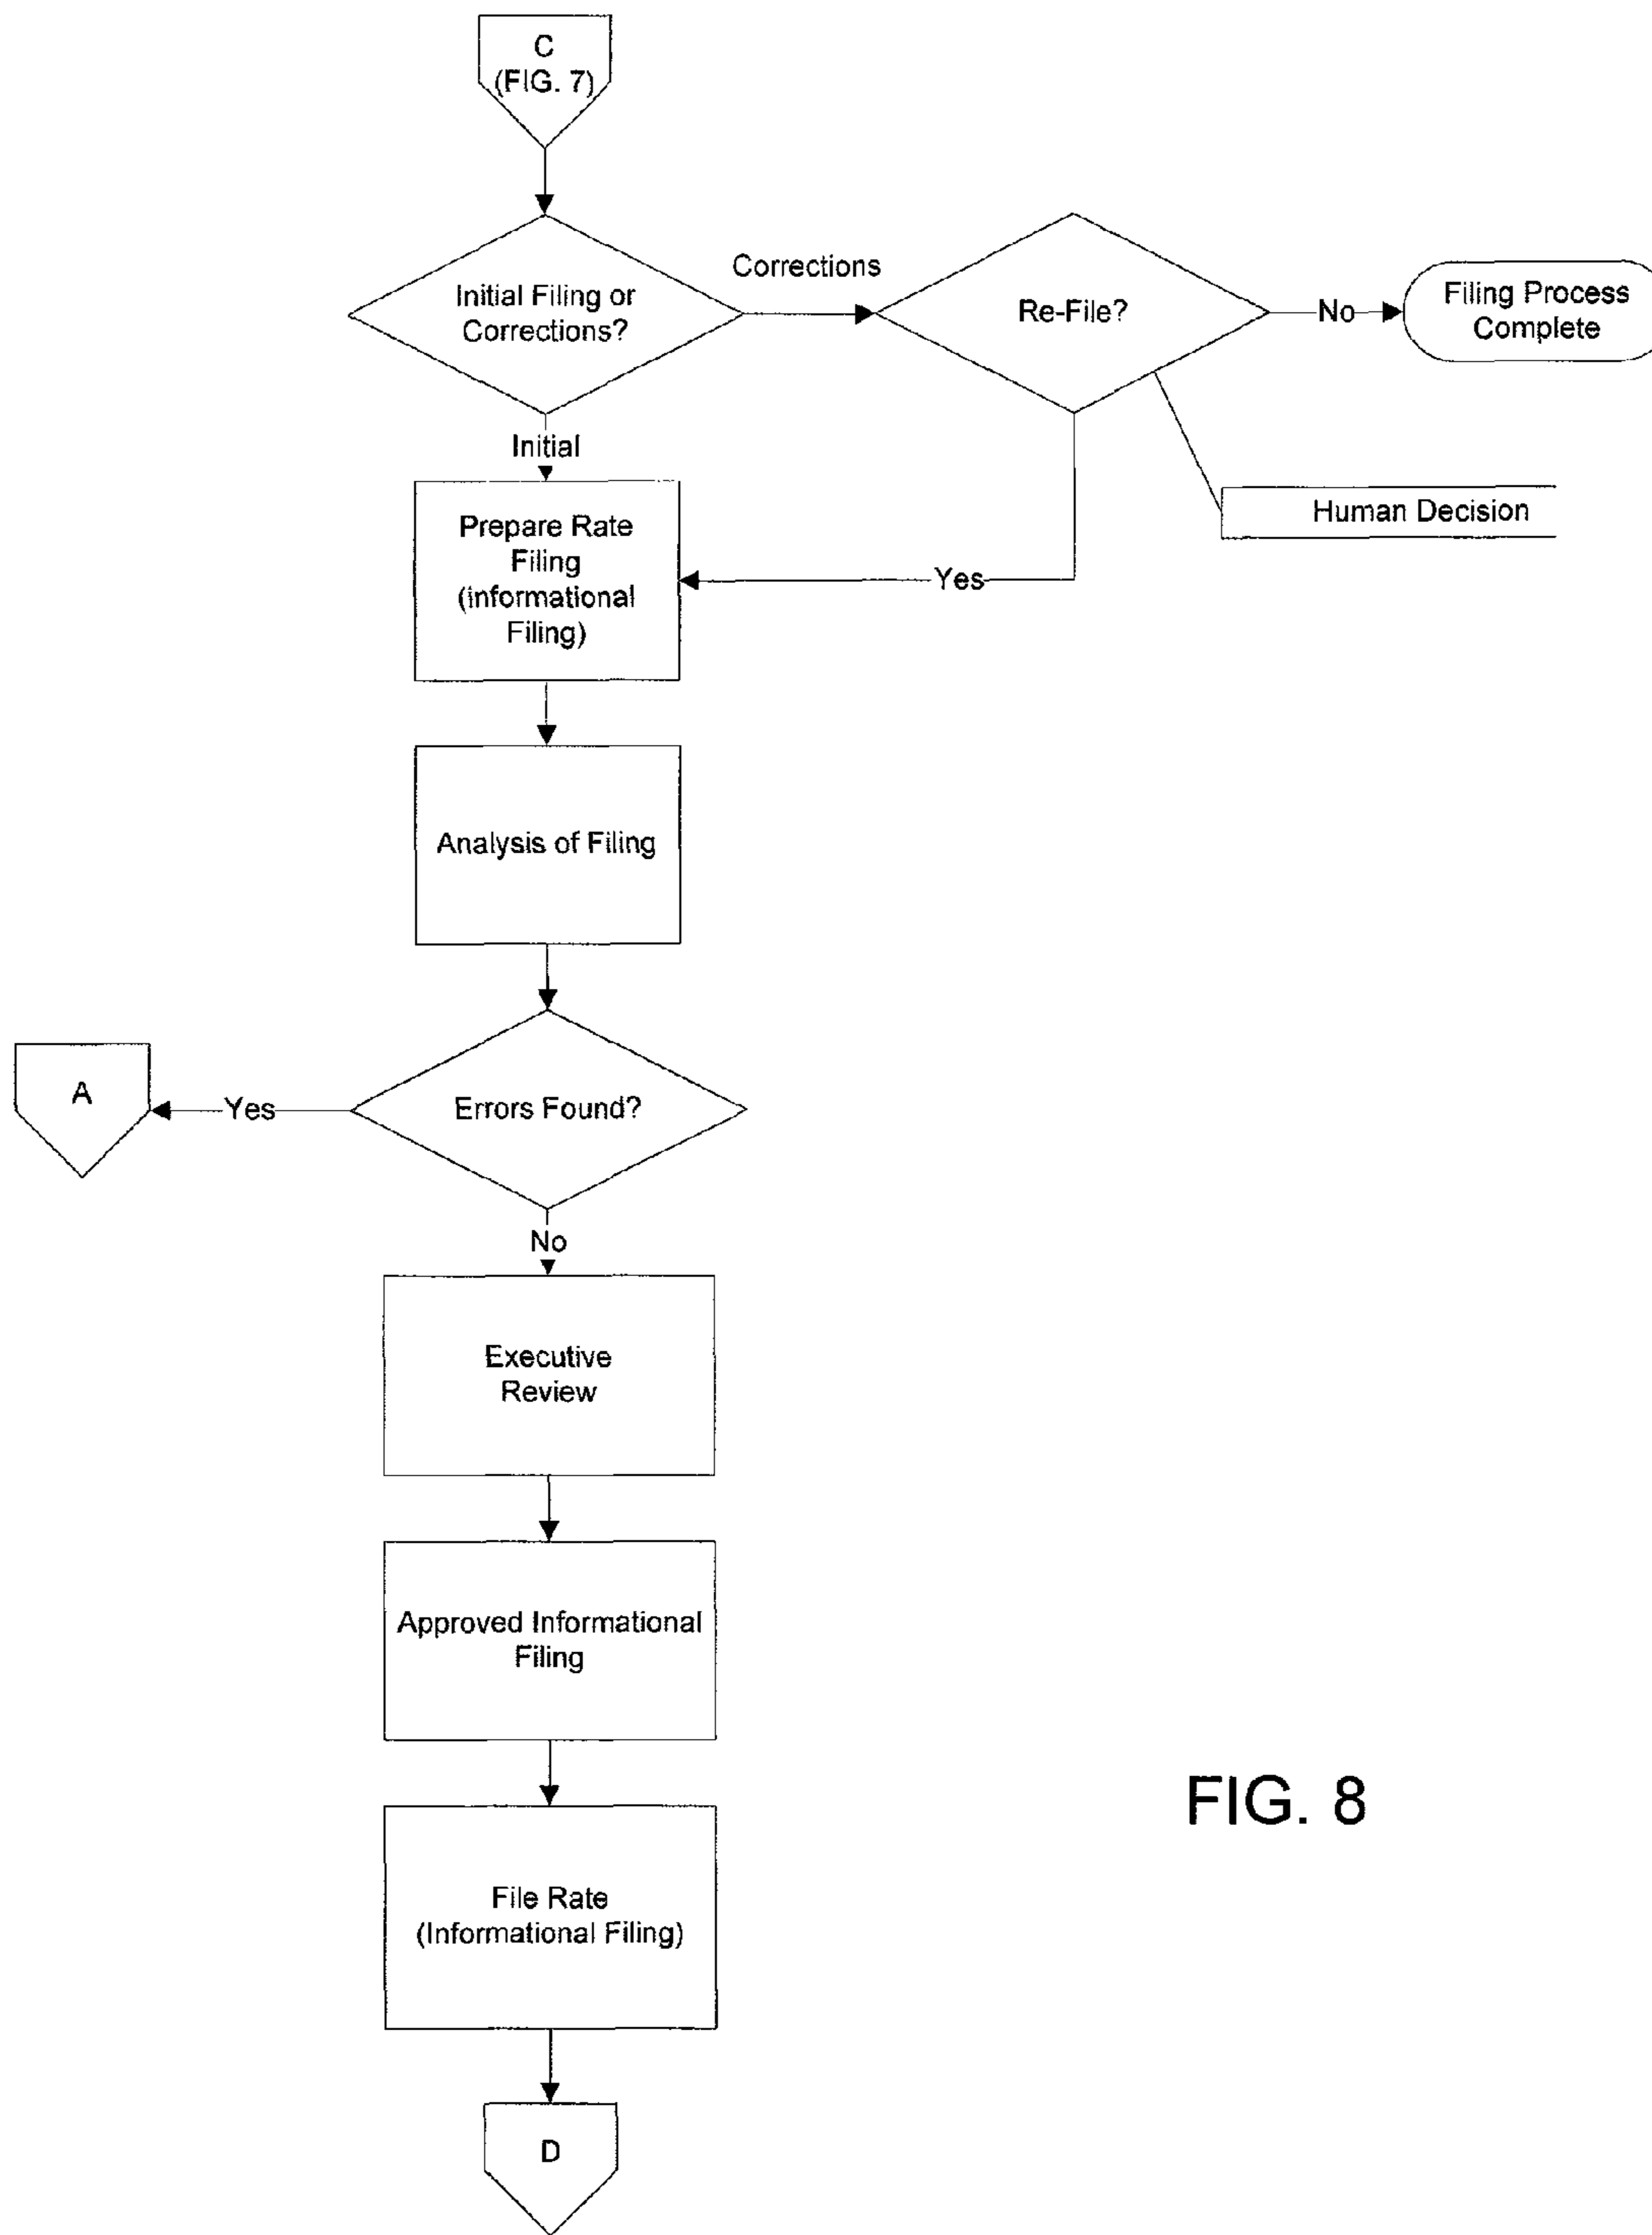 C
(FIG. 7)
Initial Filing or
Corrections?
Corrections
Re-File?
No
Filing Process
Complete
Initial
Human Decision
Prepare Rate
Filing
(informational
Filing)
Yes
Analysis of Filing
A
Yes
Errors Found?
No
Executive
Review
Approved Informational
Filing
FIG. 8
File Rate
(Informational Filing)
D